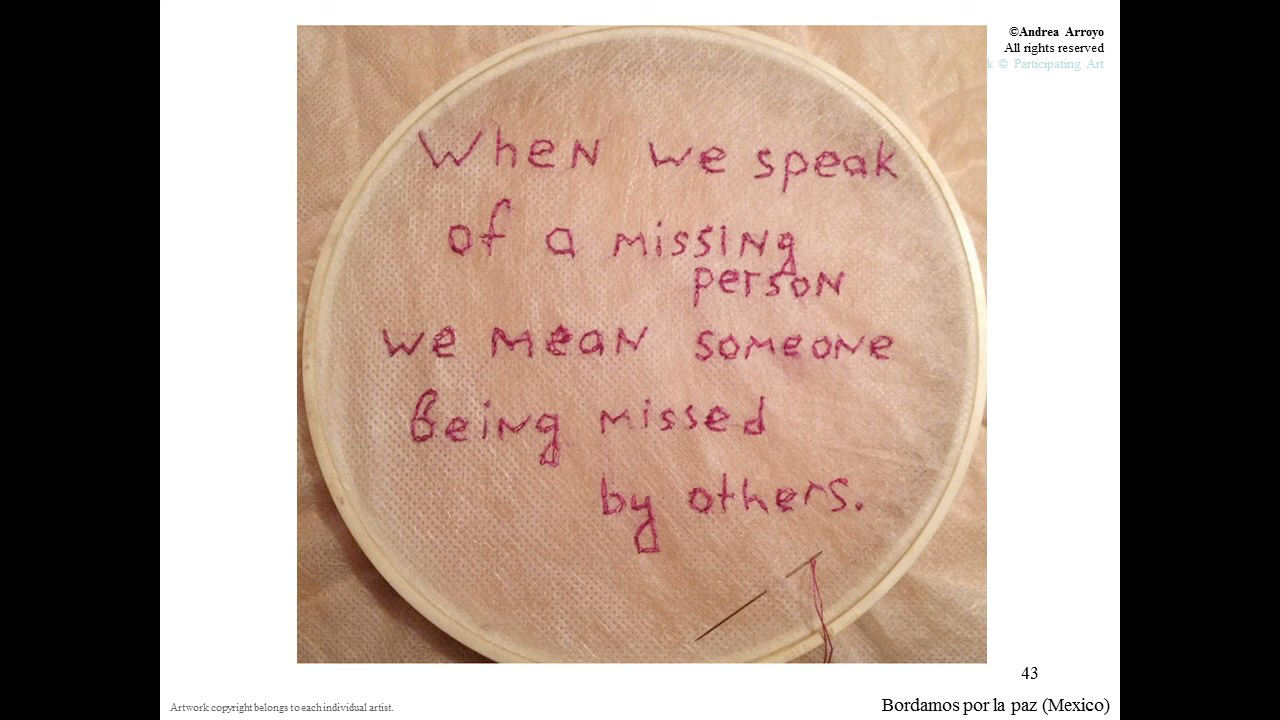 ©Andrea Arroyo
All rights reserved
k © Participating Art
When we speak
of a missing
person
we mean someone
Being missed
by others.
43
Artwork copyright belongs to each individual artist.
Bordamos por la paz (Mexico)